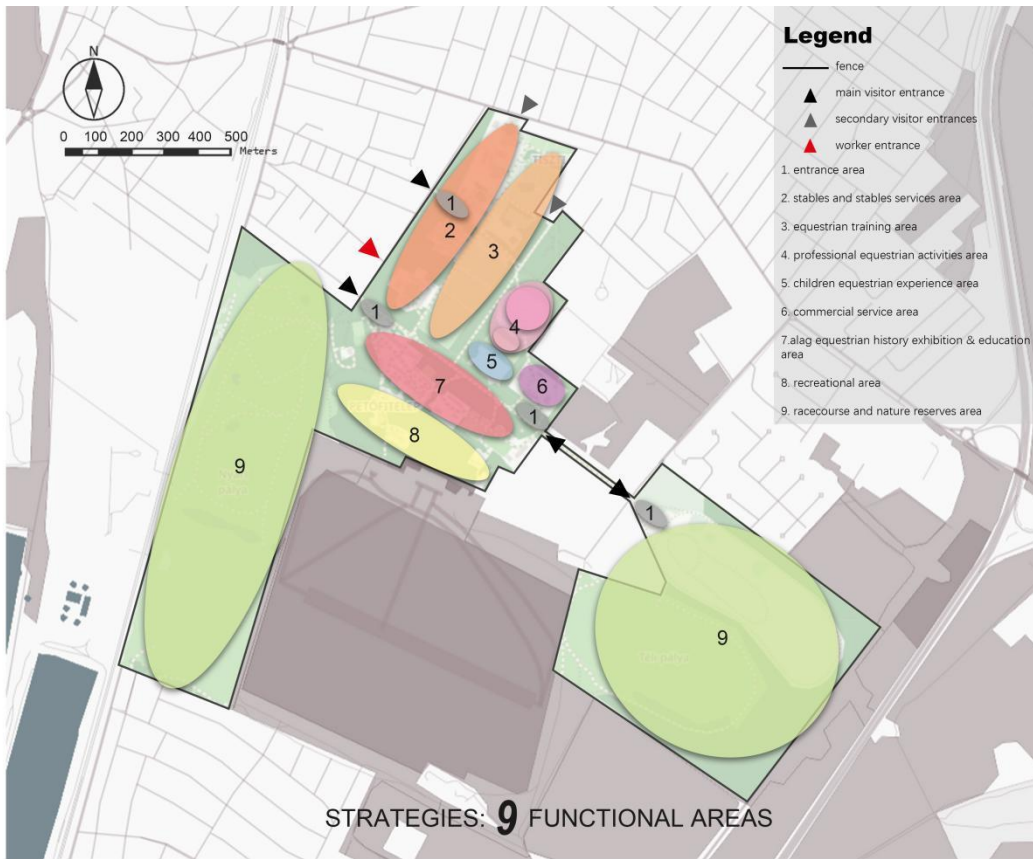 Legend
fence
main visitor entrance
secondary visitor entrances
worker entrance
1. entrance area
2. stables and stables services area
3. equestrian training area
4. professional equestrian activities area
5. children equestrian experience area
6. commercial service area
7.alag equestrian history exhibition & education
area
8. recreational area
9. racecourse and nature reserves area
N
0 100 200 300 400 500
Meters
1
2
3
1
4
5
6
7
1
8
9
1
9
STRATEGIES: 9 FUNCTIONAL AREAS